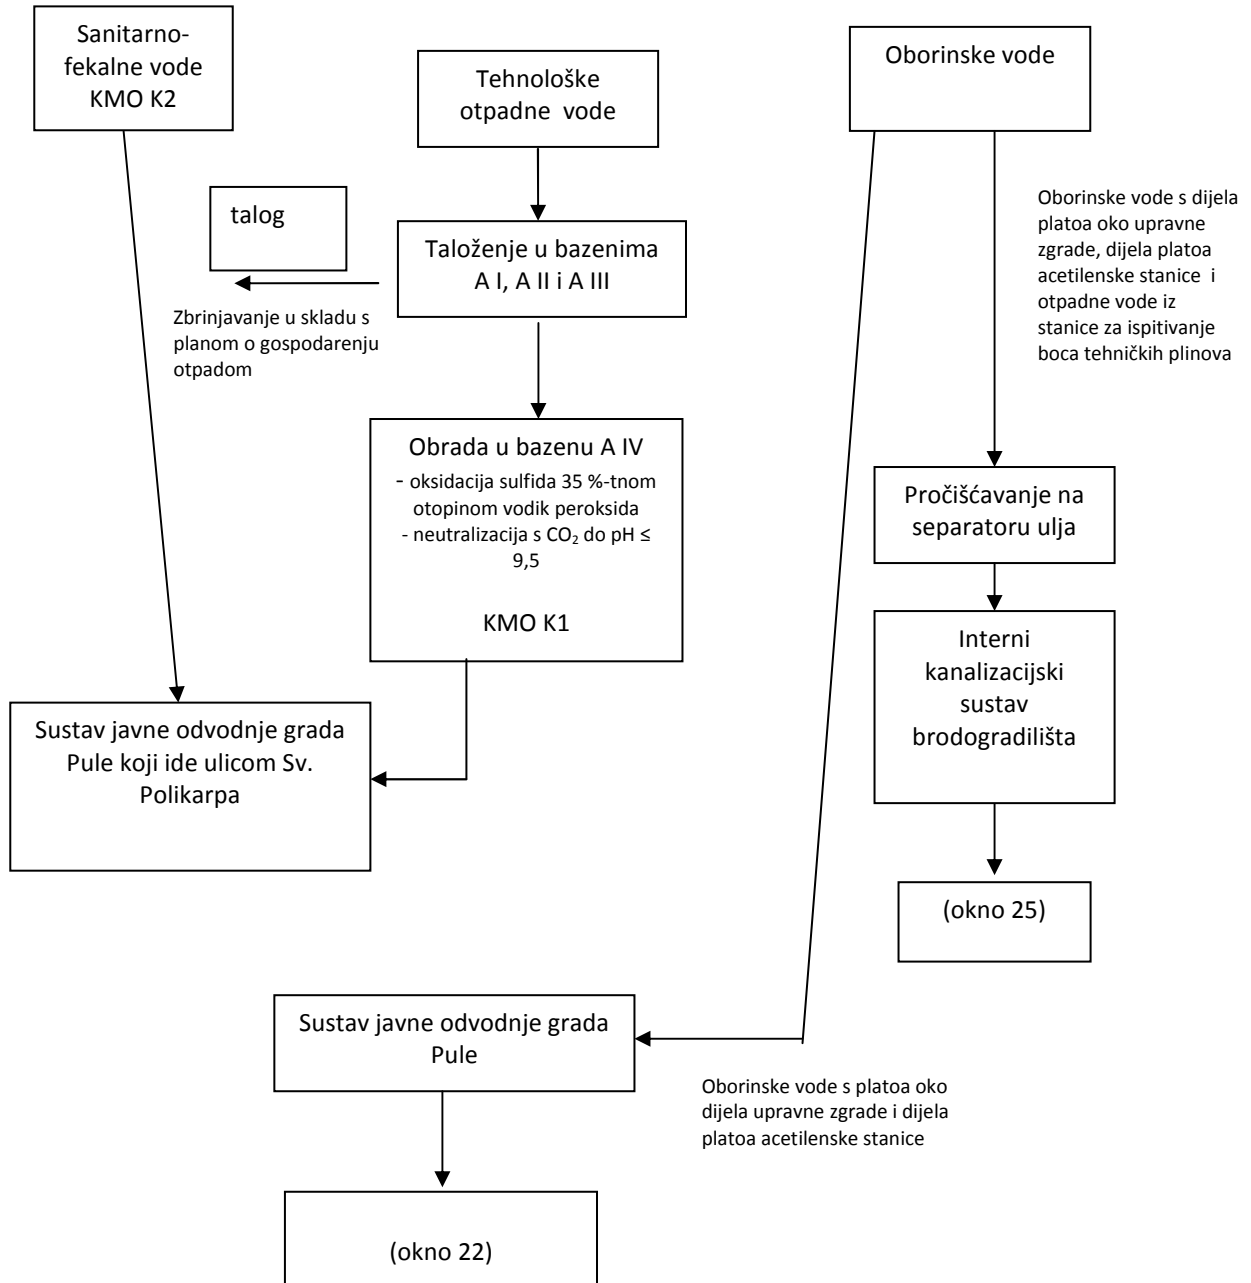 Sanitarno-
fekalne vode
KMO K2
Tehnološke
otpadne vode
Oborinske vode
talog
Taloženje u bazenima
A I, A II i A III
Zbrinjavanje u skladu s
planom o gospodarenju
otpadom
Oborinske vode s dijela
platoa oko upravne
zgrade, dijela platoa
acetilenske stanice i
otpadne vode iz
stanice za ispitivanje
boca tehničkih plinova
Obrada u bazenu A IV
- oksidacija sulfida 35 %-tnom
otopinom vodik peroksida
- neutralizacija s CO₂ do pH ≤
9,5
KMO K1
Pročišćavanje na
separatoru ulja
Interni
kanalizacijski
sustav
brodogradilišta
Sustav javne odvodnje grada
Pule koji ide ulicom Sv.
Polikarpa
(okno 25)
Sustav javne odvodnje grada
Pule
Oborinske vode s platoa oko
dijela upravne zgrade i dijela
platoa acetilenske stanice
(okno 22)